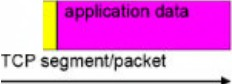 application data
TCP segment/packet